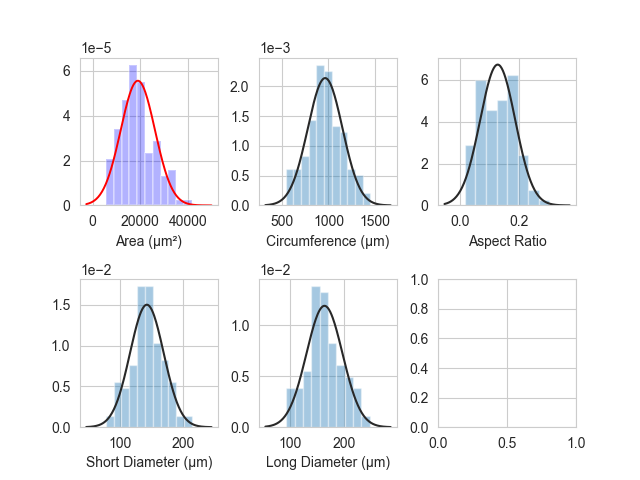 1e−5 1e−3
6 4 2 0
0 20000 40000
Area (μm²)
2.0 1.5 1.0 0.5 0.0
500 1000 1500
Circumference (μm)
6 4 2 0
0.0 0.2
Aspect Ratio
1e−2 1e−2
1.5 1.0 0.5 0.0
100 200
Short Diameter (μm)
1.0 0.5 0.0
100 200
Long Diameter (μm)
1.0 0.8 0.6 0.4 0.2 0.0
0.0 0.5 1.0